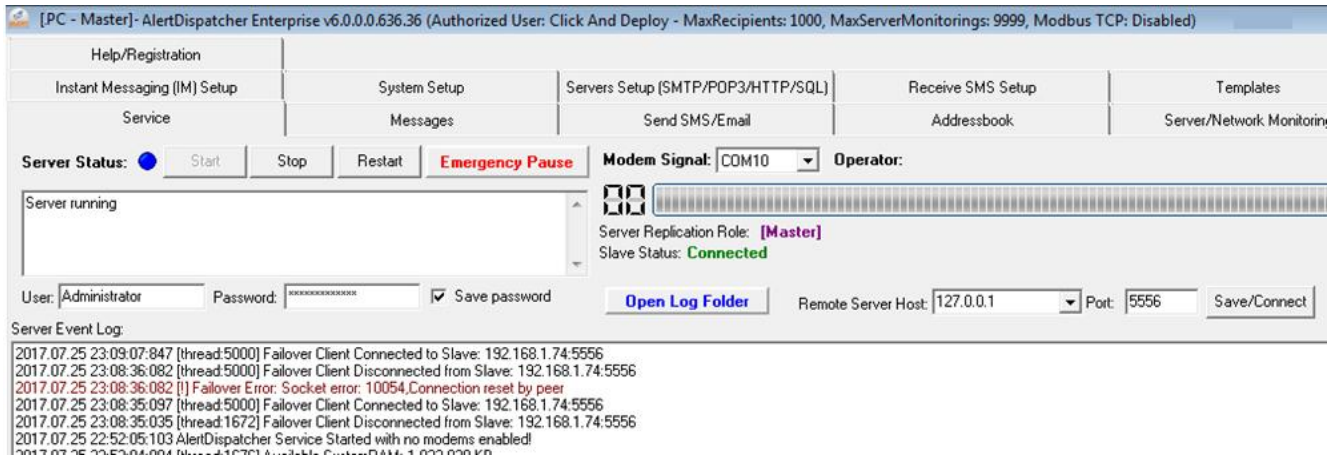 [PC - Master]- AlertDispatcher Enterprise v6.0.0.0.636.36 (Authorized User: Click And Deploy - MaxRecipients: 1000, MaxServerMonitorings: 9999, Modbus TCP: Disabled)
Help/Registration
Instant Messaging (IM) Setup System Setup Servers Setup (SMTP/POP3/HTTP/SQL) Receive SMS Setup Templates
Service Messages Send SMS/Email Addressbook Server/Network Monitoring
Server Status: Start Stop Restart Emergency Pause Modem Signal: COM10 Operator:
Server running
00
Server Replication Role: [Master]
Slave Status: Connected
User: Administrator Password: ************* Save password Open Log Folder Remote Server Host: 127.0.0.1 Port: 5556 Save/Connect
Server Event Log:
2017.07.25 23:09:07:847 [thread:5000] Failover Client Connected to Slave: 192.168.1.74:5556
2017.07.25 23:08:36:082 [thread:5000] Failover Client Disconnected from Slave: 192.168.1.74:5556
2017.07.25 23:08:36:082 [!] Failover Error: Socket error: 10054,Connection reset by peer
2017.07.25 23:08:35:097 [thread:5000] Failover Client Connected to Slave: 192.168.1.74:5556
2017.07.25 23:08:35:035 [thread:1672] Failover Client Disconnected from Slave: 192.168.1.74:5556
2017.07.25 22:52:05:103 AlertDispatcher Service Started with no modems enabled!